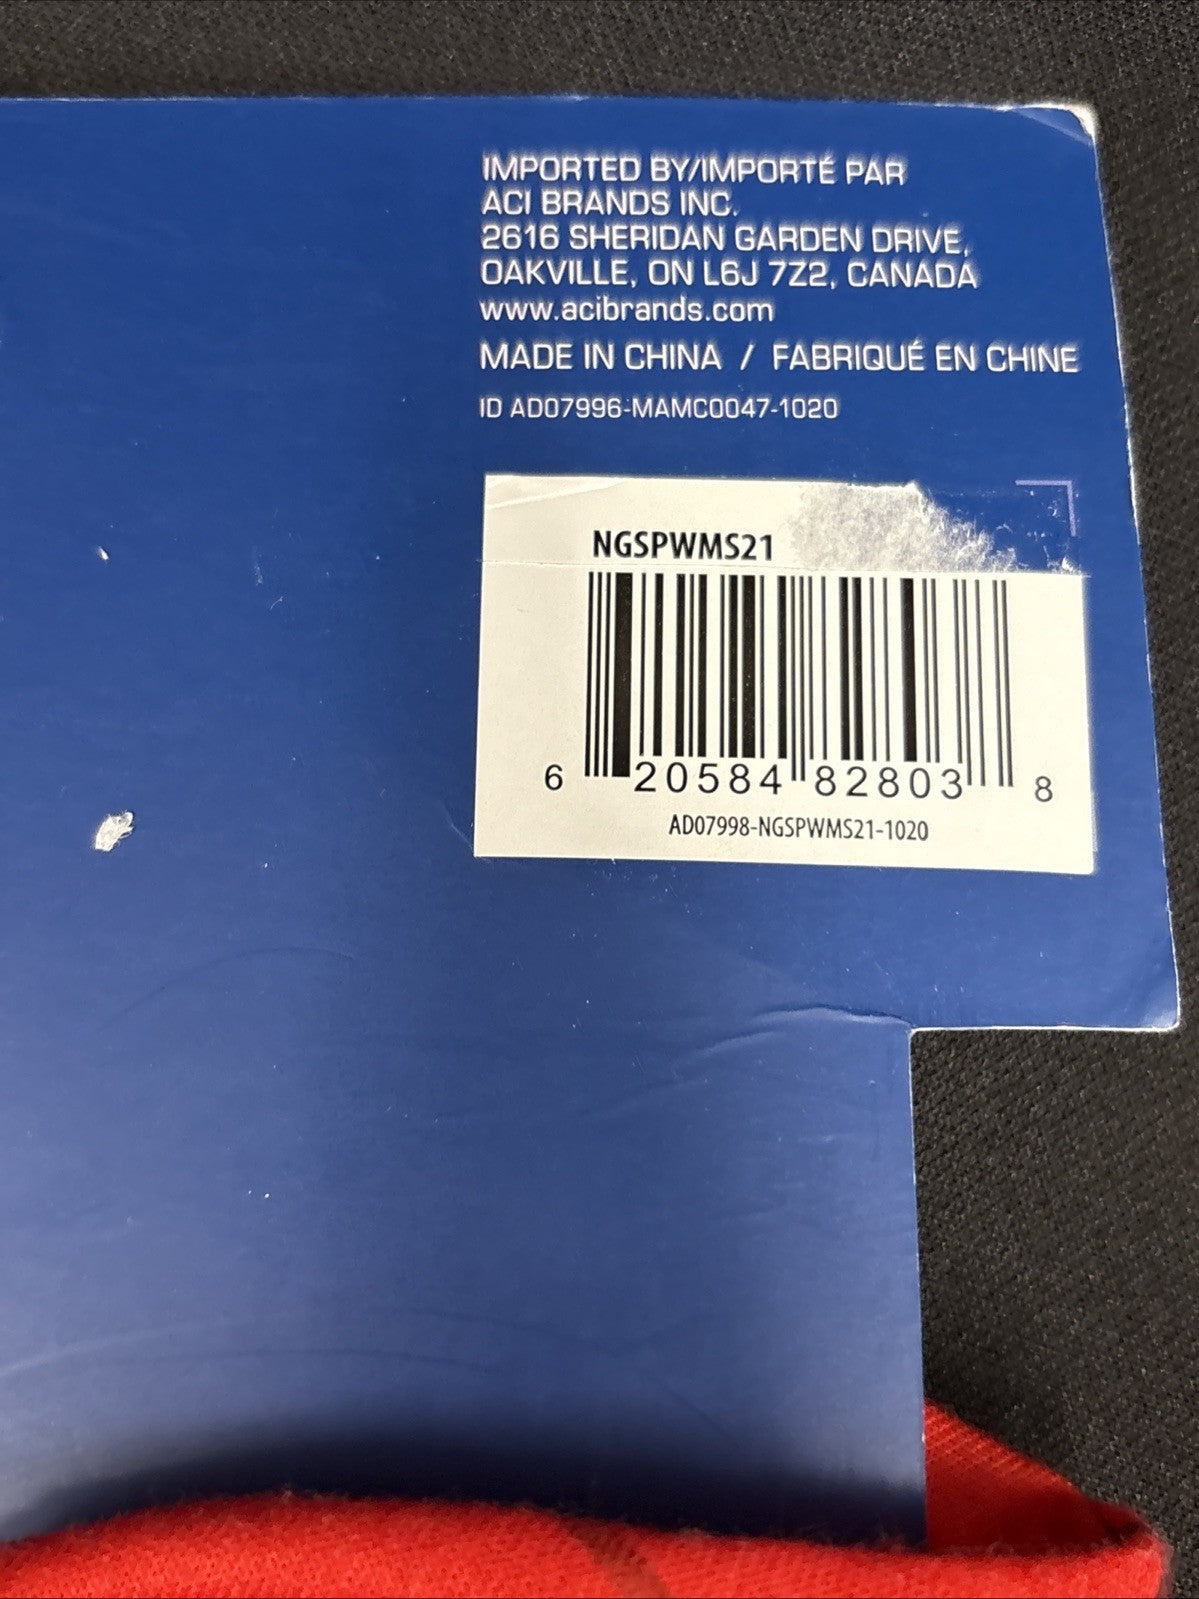 IMPORTED BY/IMPORTÉ PAR
ACI BRANDS INC.
2616 SHERIDAN GARDEN DRIVE,
OAKVILLE, ON L6J 7Z2, CANADA
www.acibrands.com
MADE IN CHINA / FABRIQUÉ EN CHINE
ID AD07996-MAMC0047-1020
NGSPWMS21
6 20584 82803 8
AD07998-NGSPWMS21-1020